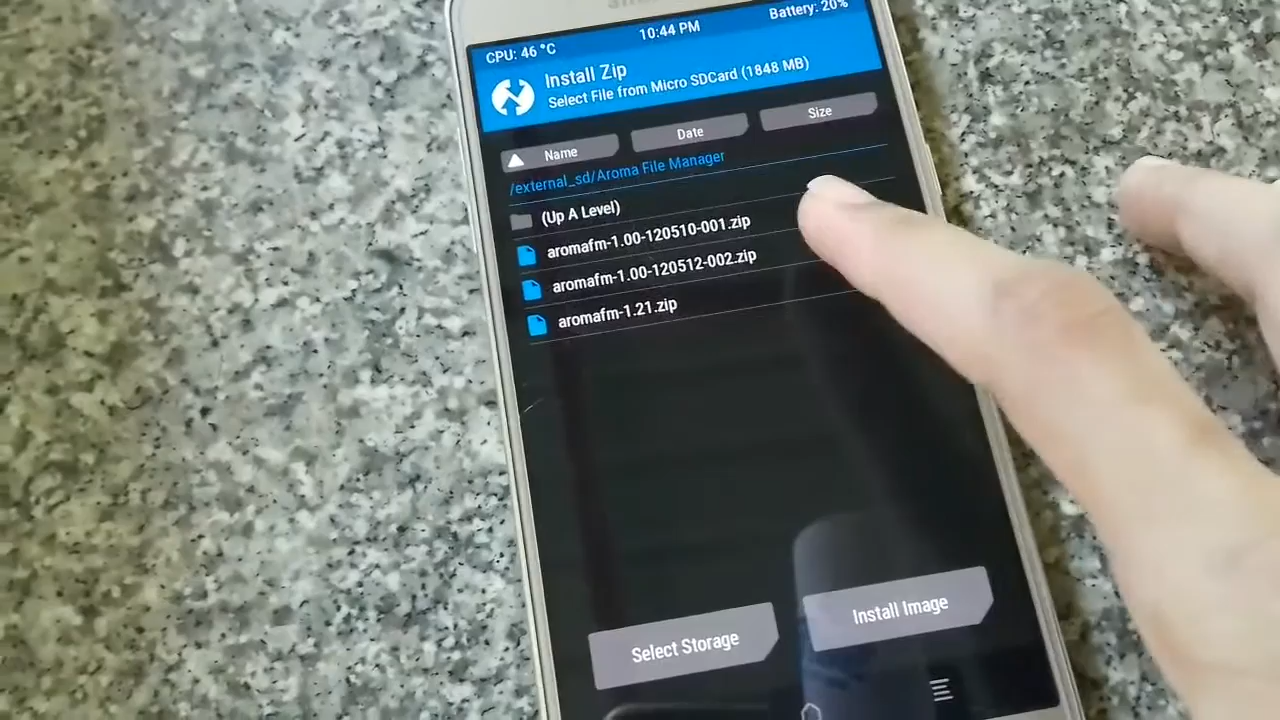 CPU: 46 °C 10:44 PM Battery: 20%
Install Zip
Select File from Micro SDCard (1848 MB)
Name Date Size
/external_sd/Aroma File Manager
(Up A Level)
aromafm-1.00-120510-001.zip
aromafm-1.00-120512-002.zip
aromafm-1.21.zip
Select Storage Install Image